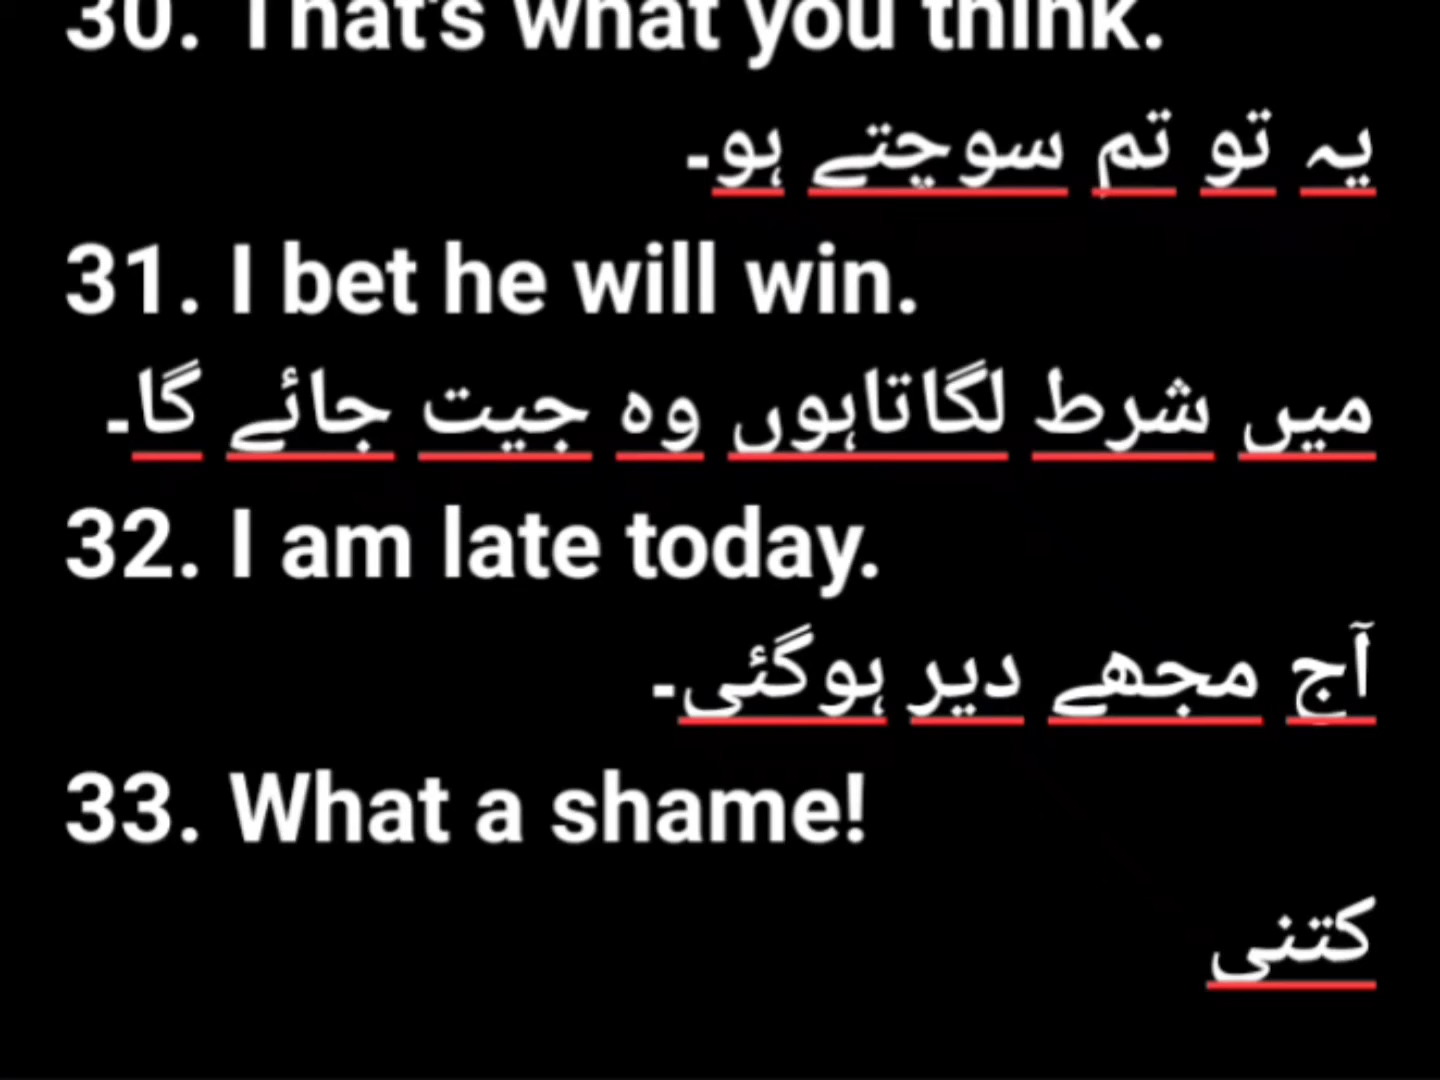 30. That's what you think.
یہ تو تم سوچتے ہو۔
31. I bet he will win.
میں شرط لگاتاہوں وہ جیت جائے گا۔
32. I am late today.
آج مجھے دیر ہوگئی۔
33. What a shame!
کتنی